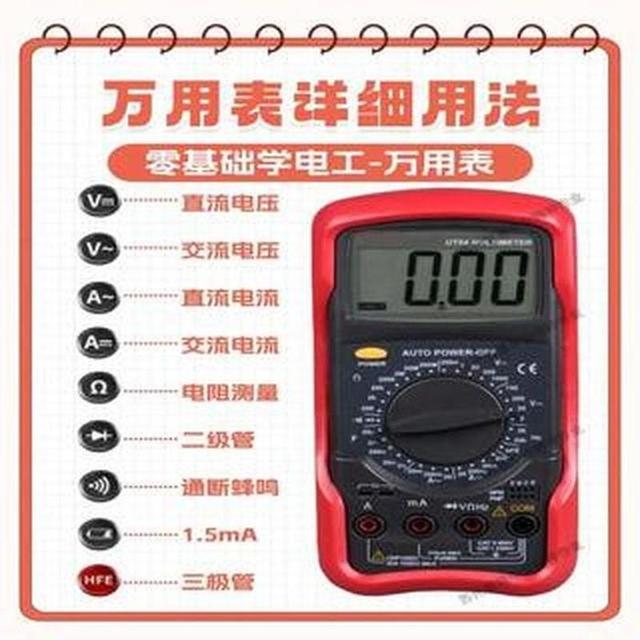 万用表详细用法
零基础学电工-万用表
V⎓ 直流电压
V~ 交流电压
A~ 直流电流
A⎓ 交流电流
Ω 电阻测量
二级管
通断蜂鸣
1.5mA
HFE 三极管
0.00
POWER
AUTO POWER-OFF
CE
A
mA
VΩHz
COM